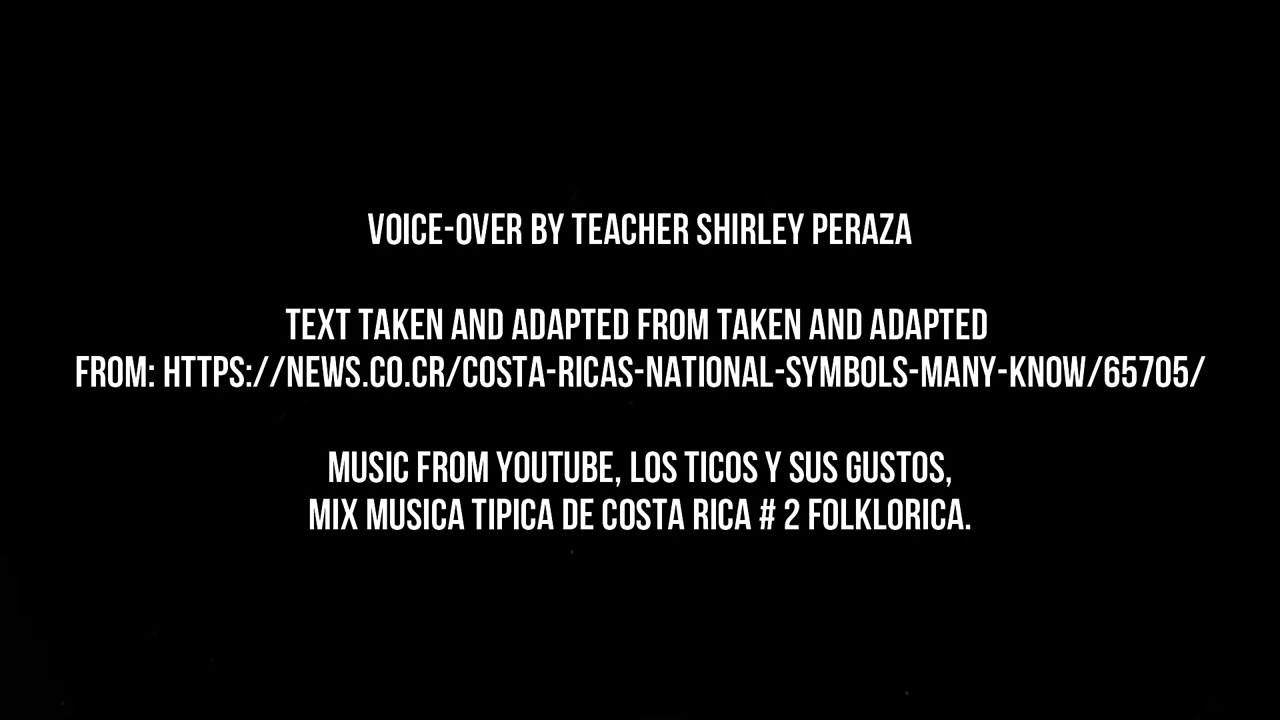 VOICE-OVER BY TEACHER SHIRLEY PERAZA
TEXT TAKEN AND ADAPTED FROM TAKEN AND ADAPTED
FROM: HTTPS://NEWS.CO.CR/COSTA-RICAS-NATIONAL-SYMBOLS-MANY-KNOW/65705/
MUSIC FROM YOUTUBE, LOS TICOS Y SUS GUSTOS,
MIX MUSICA TIPICA DE COSTA RICA # 2 FOLKLORICA.